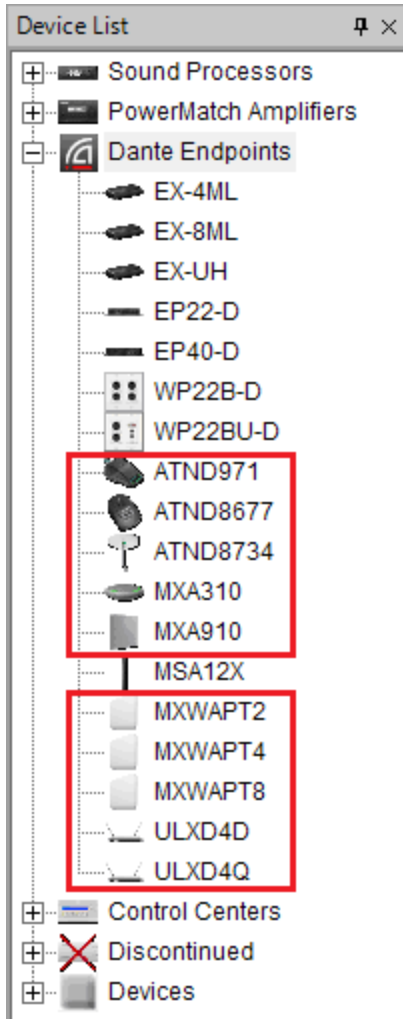 Device List
Sound Processors
PowerMatch Amplifiers
Dante Endpoints
EX-4ML
EX-8ML
EX-UH
EP22-D
EP40-D
WP22B-D
WP22BU-D
ATND971
ATND8677
ATND8734
MXA310
MXA910
MSA12X
MXWAPT2
MXWAPT4
MXWAPT8
ULXD4D
ULXD4Q
Control Centers
Discontinued
Devices